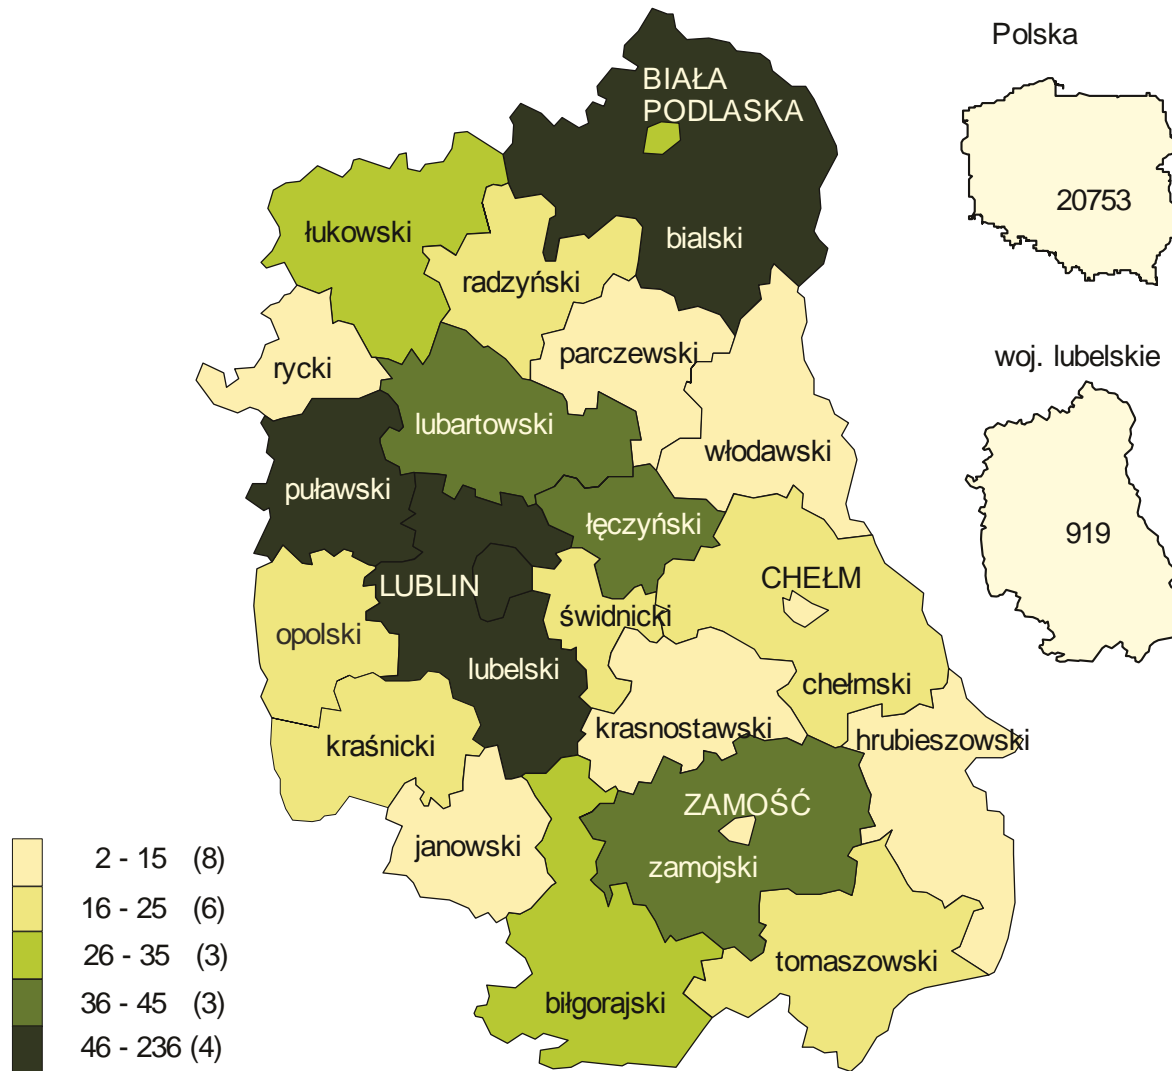 Polska
BIAŁA
PODLASKA
20753
łukowski
bialski
radzyński
woj. lubelskie
parczewski
rycki
lubartowski
włodawski
puławski
łęczyński
919
CHEŁM
LUBLIN
świdnicki
opolski
lubelski
chełmski
krasnostawski
hrubieszowski
kraśnicki
ZAMOŚĆ
janowski
zamojski
2 - 15 (8)
16 - 25 (6)
26 - 35 (3)
tomaszowski
36 - 45 (3)
biłgorajski
46 - 236 (4)